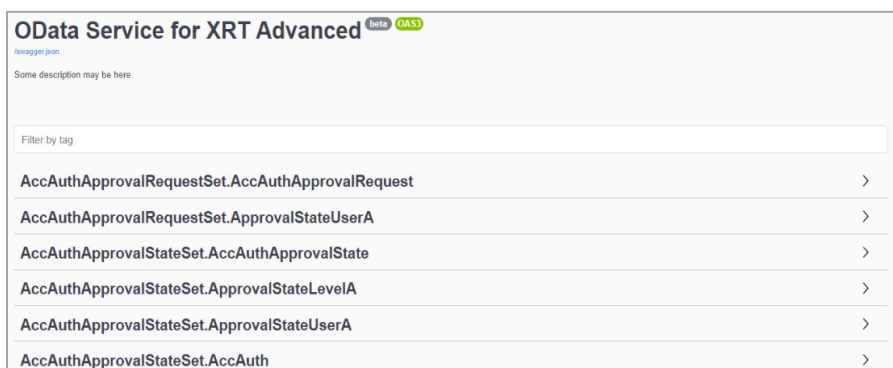 OData Service for XRT Advanced beta OAS3
/swagger.json
Some description may be here.
Filter by tag
AccAuthApprovalRequestSet.AccAuthApprovalRequest
AccAuthApprovalRequestSet.ApprovalStateUserA
AccAuthApprovalStateSet.AccAuthApprovalState
AccAuthApprovalStateSet.ApprovalStateLevelA
AccAuthApprovalStateSet.ApprovalStateUserA
AccAuthApprovalStateSet.AccAuth